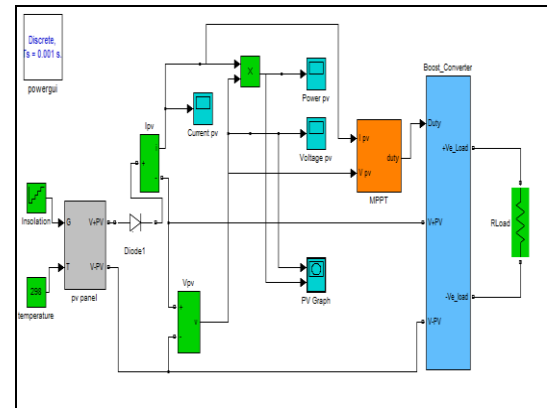 Discrete,
Ts = 0.001 s.
powergui
Boost_Converter
X
Power pv
Ipv
Current pv
Voltage pv
I pv
V pv
duty
MPPT
Duty
+Ve_Load
V+PV
-Ve_load
V-PV
RLoad
Insolation
G
T
V+PV
V-PV
pv panel
Diode1
298
temperature
Vpv
+
-
v
+
-
i
PV Graph